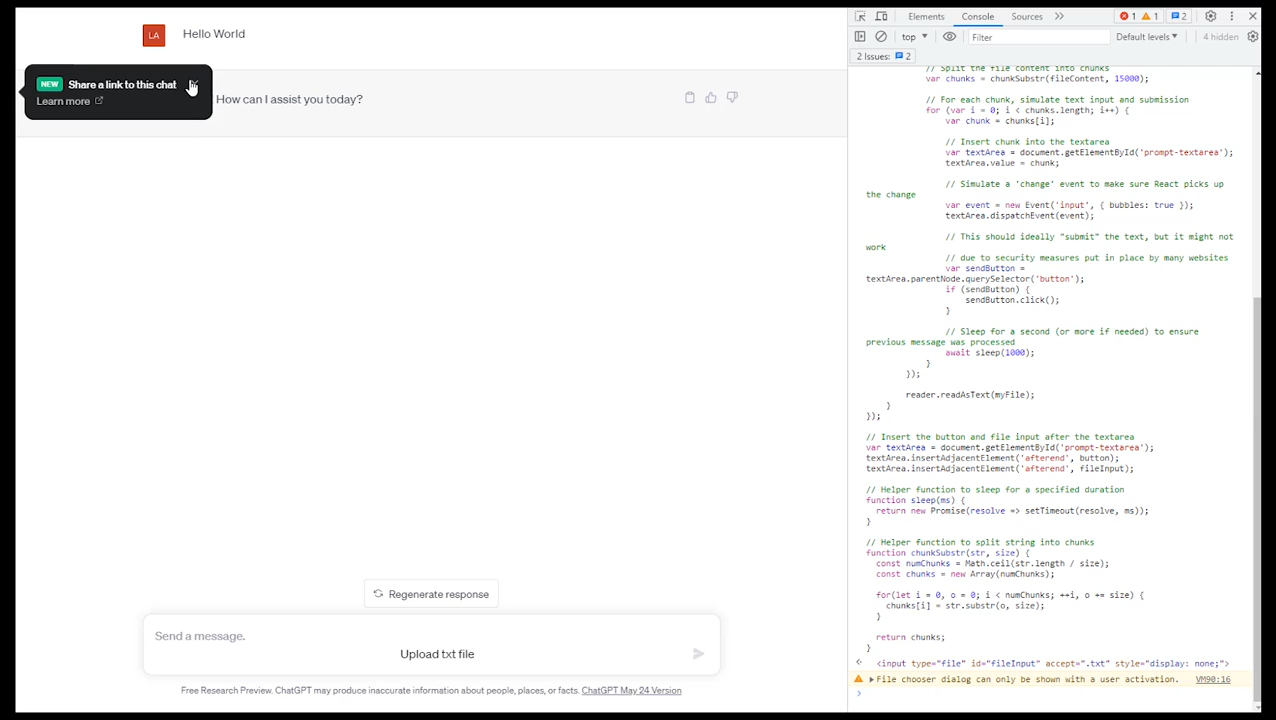 LA
Hello World
NEW Share a link to this chat
Learn more
How can I assist you today?
Regenerate response
Send a message.
Upload txt file
Free Research Preview. ChatGPT may produce inaccurate information about people, places, or facts. ChatGPT May 24 Version
Elements Console Sources 1 1 2
top Filter Default levels 4 hidden
2 Issues: 2
// Split the file content into chunks
var chunks = chunkSubstr(fileContent, 15000);
// For each chunk, simulate text input and submission
for (var i = 0; i < chunks.length; i++) {
var chunk = chunks[i];
// Insert chunk into the textarea
var textArea = document.getElementById('prompt-textarea');
textArea.value = chunk;
// Simulate a 'change' event to make sure React picks up
the change
var event = new Event('input', { bubbles: true });
textArea.dispatchEvent(event);
// This should ideally "submit" the text, but it might not
work
// due to security measures put in place by many websites
var sendButton =
textArea.parentNode.querySelector('button');
if (sendButton) {
sendButton.click();
}
// Sleep for a second (or more if needed) to ensure
previous message was processed
await sleep(1000);
}
});
reader.readAsText(myFile);
}
});
// Insert the button and file input after the textarea
var textArea = document.getElementById('prompt-textarea');
textArea.insertAdjacentElement('afterend', button);
textArea.insertAdjacentElement('afterend', fileInput);
// Helper function to sleep for a specified duration
function sleep(ms) {
return new Promise(resolve => setTimeout(resolve, ms));
}
// Helper function to split string into chunks
function chunkSubstr(str, size) {
const numChunks = Math.ceil(str.length / size);
const chunks = new Array(numChunks);
for(let i = 0, o = 0; i < numChunks; ++i, o += size) {
chunks[i] = str.substr(o, size);
}
return chunks;
}
<input type="file" id="fileInput" accept=".txt" style="display: none;">
File chooser dialog can only be shown with a user activation. VM90:16